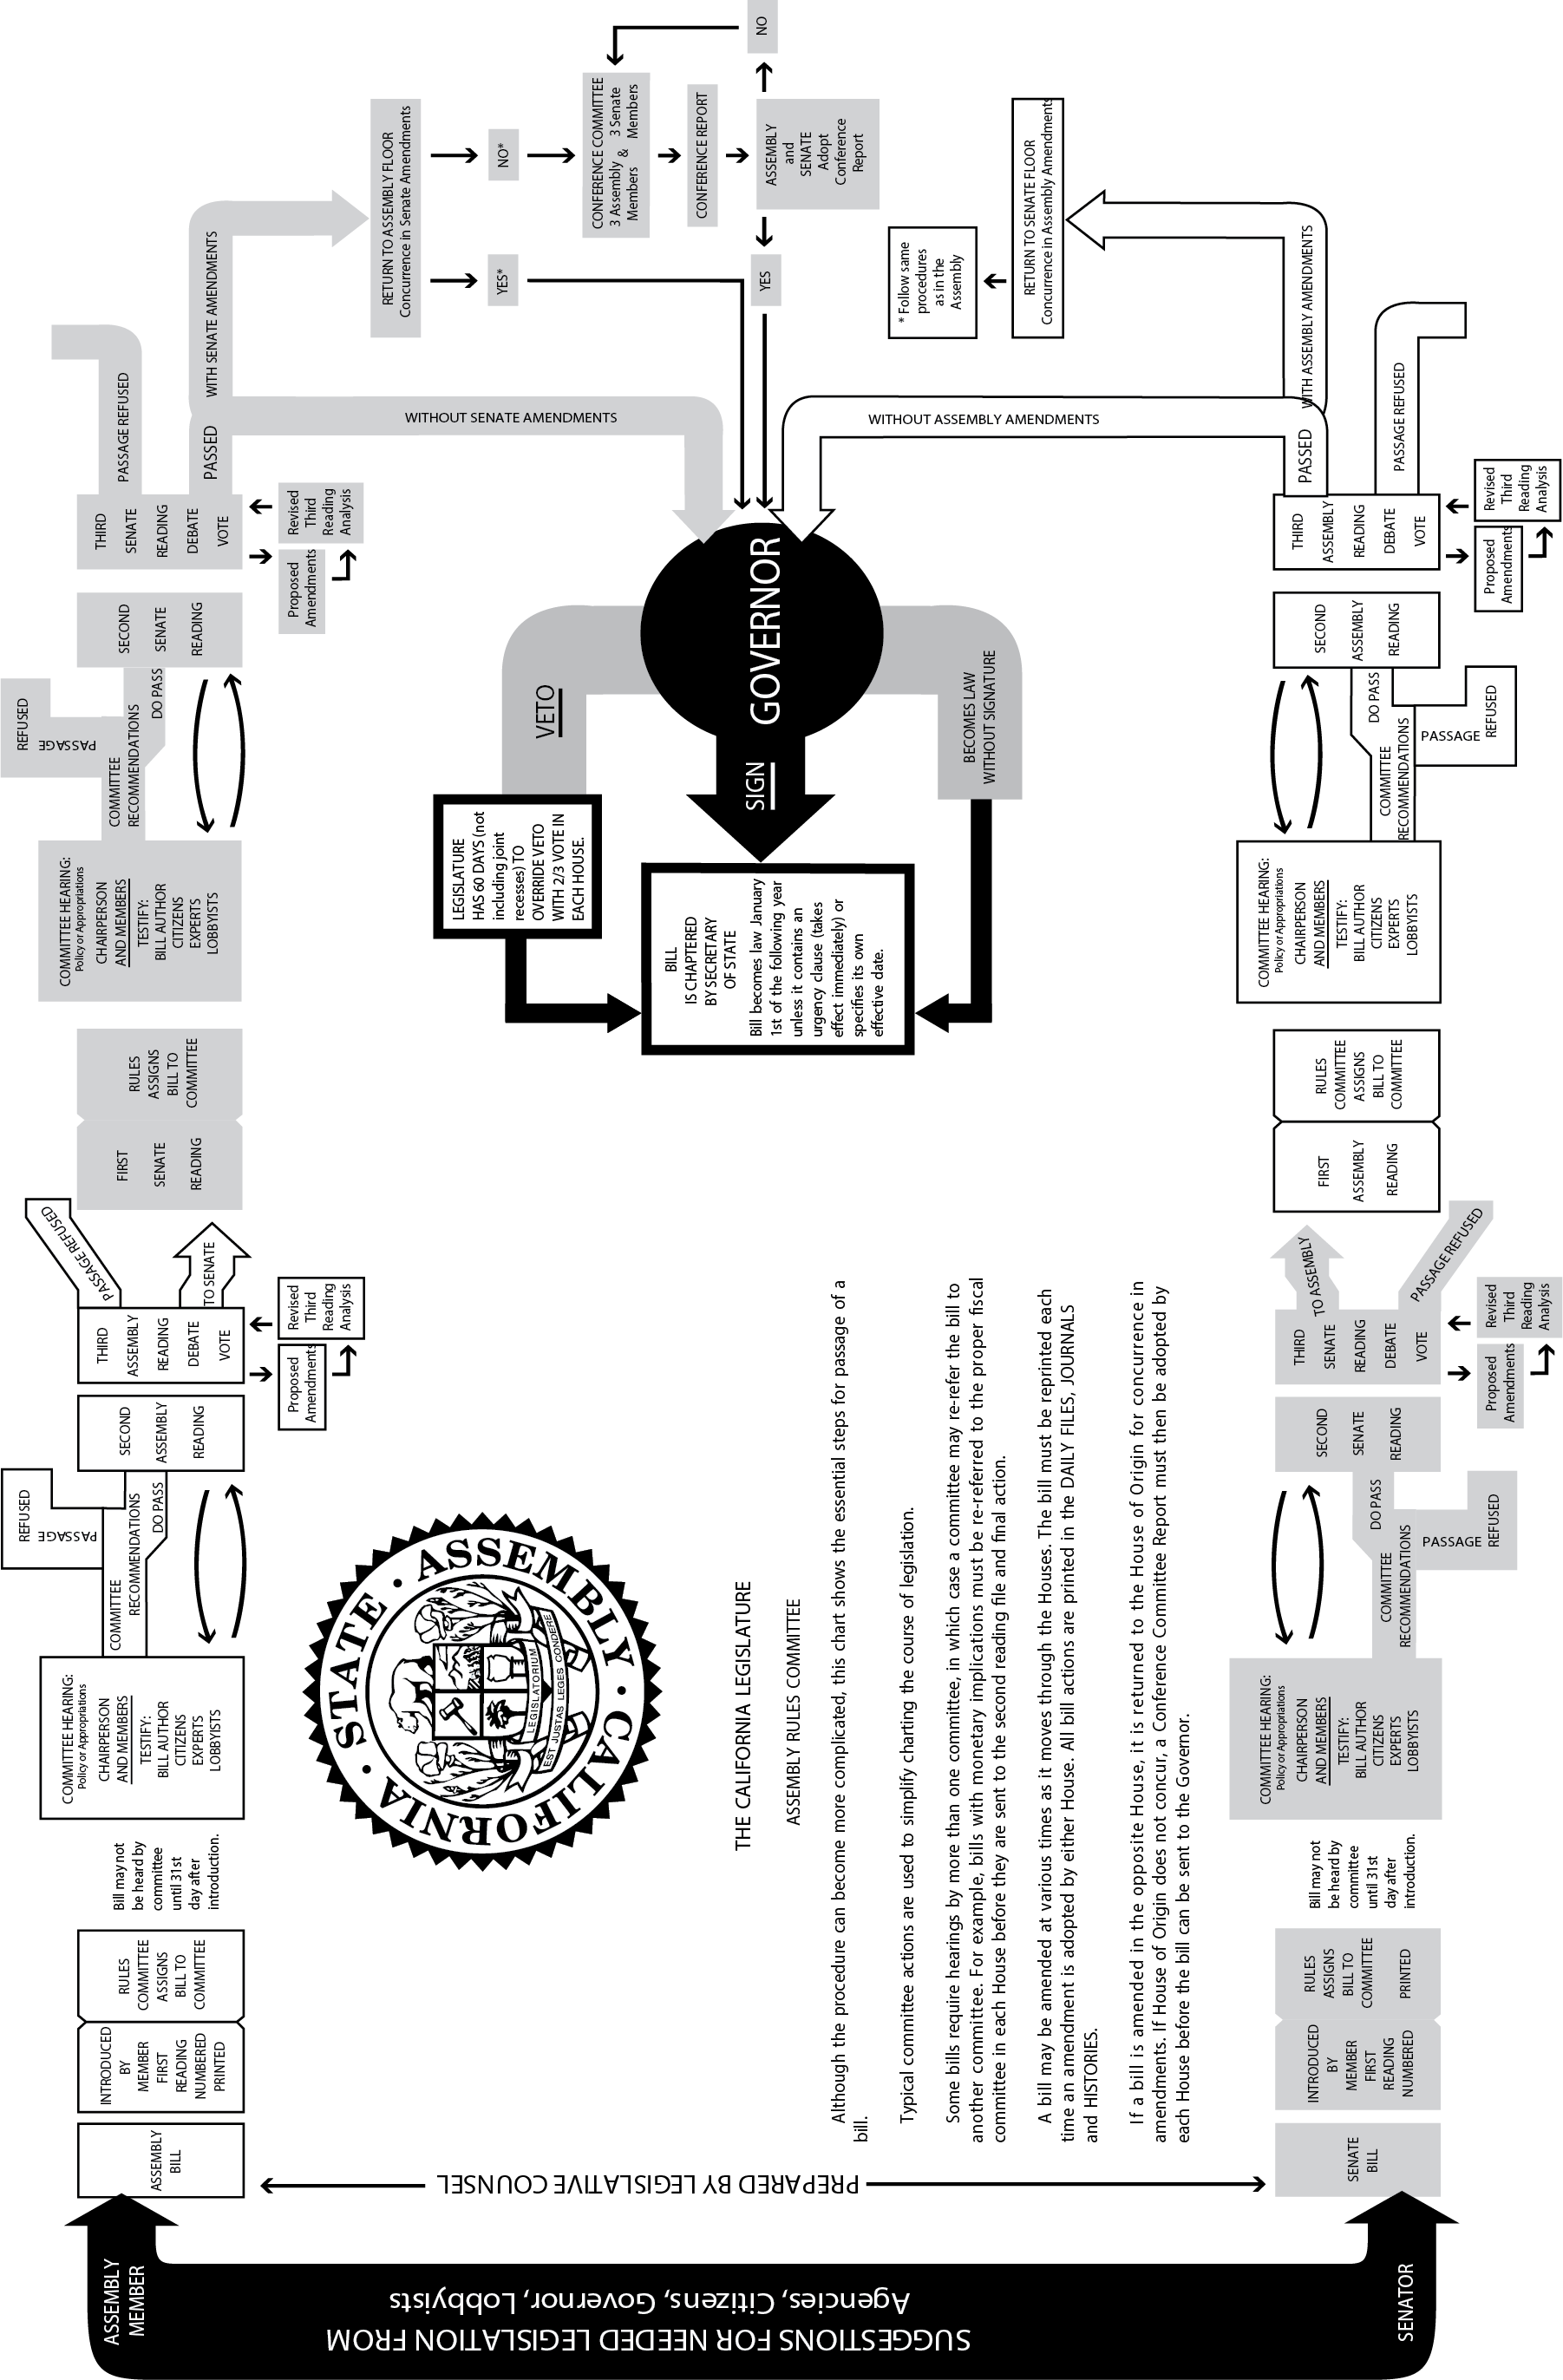 SUGGESTIONS FOR NEEDED LEGISLATION FROM
Agencies, Citizens, Governor, Lobbyists
ASSEMBLY
MEMBER
SENATOR
PREPARED BY LEGISLATIVE COUNSEL
ASSEMBLY
BILL
INTRODUCED
BY
MEMBER
FIRST
READING
NUMBERED
PRINTED
RULES
COMMITTEE
ASSIGNS
BILL TO
COMMITTEE
Bill may not
be heard by
committee
until 31st
day after
introduction.
COMMITTEE HEARING:
Policy or Appropriations
CHAIRPERSON
AND MEMBERS
TESTIFY:
BILL AUTHOR
CITIZENS
EXPERTS
LOBBYISTS
COMMITTEE
RECOMMENDATIONS
DO PASS
PASSAGE
REFUSED
SECOND
ASSEMBLY
READING
THIRD
ASSEMBLY
READING
DEBATE
VOTE
Proposed
Amendments
Revised
Third
Reading
Analysis
PASSAGE REFUSED
TO SENATE
FIRST
SENATE
READING
RULES
ASSIGNS
BILL TO
COMMITTEE
COMMITTEE HEARING:
Policy or Appropriations
CHAIRPERSON
AND MEMBERS
TESTIFY:
BILL AUTHOR
CITIZENS
EXPERTS
LOBBYISTS
COMMITTEE
RECOMMENDATIONS
DO PASS
PASSAGE
REFUSED
SECOND
SENATE
READING
THIRD
SENATE
READING
DEBATE
VOTE
Proposed
Amendments
Revised
Third
Reading
Analysis
PASSAGE REFUSED
PASSED
WITH SENATE AMENDMENTS
WITHOUT SENATE AMENDMENTS
RETURN TO ASSEMBLY FLOOR
Concurrence in Senate Amendments
YES*
NO*
CONFERENCE COMMITTEE
3 Assembly & 3 Senate
Members Members
CONFERENCE REPORT
ASSEMBLY
and
SENATE
Adopt
Conference
Report
YES
NO
* Follow same
procedures
as in the
Assembly
RETURN TO SENATE FLOOR
Concurrence in Assembly Amendments
GOVERNOR
VETO
SIGN
BECOMES LAW
WITHOUT SIGNATURE
LEGISLATURE
HAS 60 DAYS (not
including joint
recesses) TO
OVERRIDE VETO
WITH 2/3 VOTE IN
EACH HOUSE.
BILL
IS CHAPTERED
BY SECRETARY
OF STATE
Bill becomes law January
1st of the following year
unless it contains an
urgency clause (takes
effect immediately) or
specifies its own
effective date.
CALIFORNIA • STATE • ASSEMBLY •
LEGISLATORIUM
EST JUSTAS LEGES CONDERE
THE CALIFORNIA LEGISLATURE
ASSEMBLY RULES COMMITTEE
Although the procedure can become more complicated, this chart shows the essential steps for passage of a
bill.
Typical committee actions are used to simplify charting the course of legislation.
Some bills require hearings by more than one committee, in which case a committee may re-refer the bill to
another committee. For example, bills with monetary implications must be re-referred to the proper fiscal
committee in each House before they are sent to the second reading file and final action.
A bill may be amended at various times as it moves through the Houses. The bill must be reprinted each
time an amendment is adopted by either House. All bill actions are printed in the DAILY FILES, JOURNALS
and HISTORIES.
If a bill is amended in the opposite House, it is returned to the House of Origin for concurrence in
amendments. If House of Origin does not concur, a Conference Committee Report must then be adopted by
each House before the bill can be sent to the Governor.
SENATE
BILL
INTRODUCED
BY
MEMBER
FIRST
READING
NUMBERED
RULES
ASSIGNS
BILL TO
COMMITTEE
PRINTED
Bill may not
be heard by
committee
until 31st
day after
introduction.
COMMITTEE HEARING:
Policy or Appropriations
CHAIRPERSON
AND MEMBERS
TESTIFY:
BILL AUTHOR
CITIZENS
EXPERTS
LOBBYISTS
DO PASS
COMMITTEE
RECOMMENDATIONS
PASSAGE
REFUSED
SECOND
SENATE
READING
THIRD
SENATE
READING
DEBATE
VOTE
Proposed
Amendments
Revised
Third
Reading
Analysis
TO ASSEMBLY
PASSAGE REFUSED
FIRST
ASSEMBLY
READING
RULES
COMMITTEE
ASSIGNS
BILL TO
COMMITTEE
COMMITTEE HEARING:
Policy or Appropriations
CHAIRPERSON
AND MEMBERS
TESTIFY:
BILL AUTHOR
CITIZENS
EXPERTS
LOBBYISTS
DO PASS
COMMITTEE
RECOMMENDATIONS
PASSAGE
REFUSED
SECOND
ASSEMBLY
READING
THIRD
ASSEMBLY
READING
DEBATE
VOTE
Proposed
Amendments
Revised
Third
Reading
Analysis
PASSED
WITH ASSEMBLY AMENDMENTS
WITHOUT ASSEMBLY AMENDMENTS
PASSAGE REFUSED